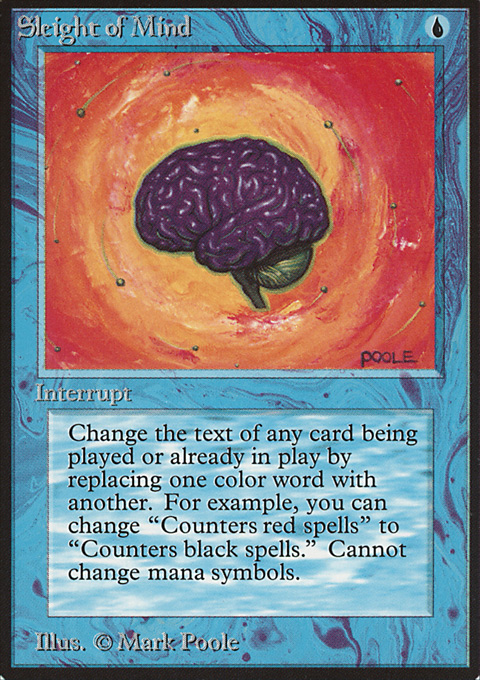 Sleight of Mind
POOLE
Interrupt
Change the text of any card being
played or already in play by
replacing one color word with
another. For example, you can
change “Counters red spells” to
“Counters black spells.” Cannot
change mana symbols.
Illus. © Mark Poole